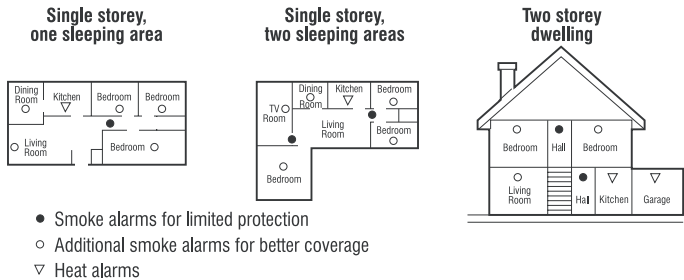 Single storey,
one sleeping area
Single storey,
two sleeping areas
Two storey
dwelling
Dining
Room
Kitchen
Bedroom
Bedroom
Living
Room
Bedroom
Dining
Room
Kitchen
Bedroom
TV
Room
Living
Room
Bedroom
Bedroom
Bedroom
Hall
Bedroom
Living
Room
Hall
Kitchen
Garage
Smoke alarms for limited protection
Additional smoke alarms for better coverage
Heat alarms